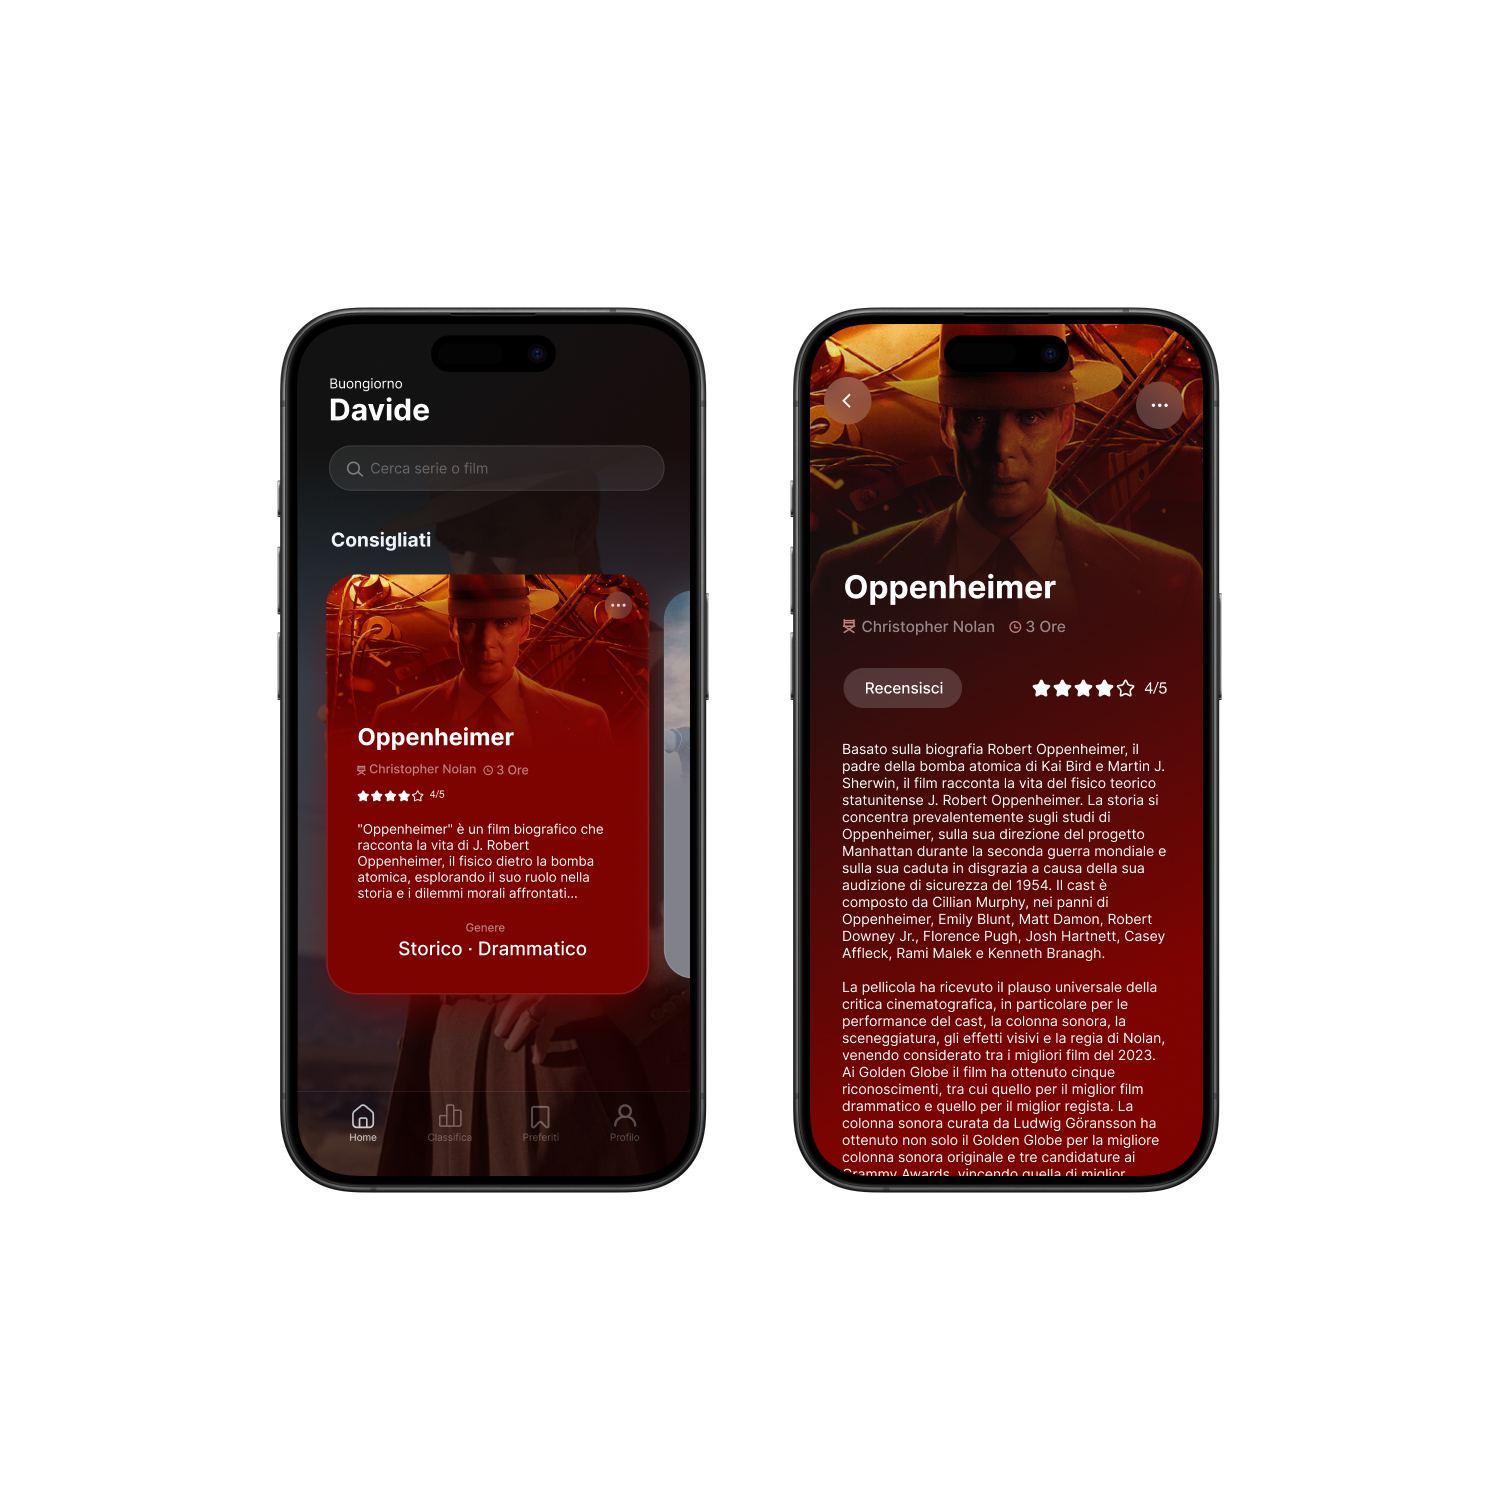 Buongiorno
Davide
Cerca serie o film
Consigliati
Oppenheimer
Christopher Nolan 3 Ore
4/5
"Oppenheimer" è un film biografico che
racconta la vita di J. Robert
Oppenheimer, il fisico dietro la bomba
atomica, esplorando il suo ruolo nella
storia e i dilemmi morali affrontati...
Genere
Storico · Drammatico
Home Classifica Preferiti Profilo
Oppenheimer
Christopher Nolan 3 Ore
Recensisci 4/5
Basato sulla biografia Robert Oppenheimer, il
padre della bomba atomica di Kai Bird e Martin J.
Sherwin, il film racconta la vita del fisico teorico
statunitense J. Robert Oppenheimer. La storia si
concentra prevalentemente sugli studi di
Oppenheimer, sulla sua direzione del progetto
Manhattan durante la seconda guerra mondiale e
sulla sua caduta in disgrazia a causa della sua
audizione di sicurezza del 1954. Il cast è
composto da Cillian Murphy, nei panni di
Oppenheimer, Emily Blunt, Matt Damon, Robert
Downey Jr., Florence Pugh, Josh Hartnett, Casey
Affleck, Rami Malek e Kenneth Branagh.
La pellicola ha ricevuto il plauso universale della
critica cinematografica, in particolare per le
performance del cast, la colonna sonora, la
sceneggiatura, gli effetti visivi e la regia di Nolan,
venendo considerato tra i migliori film del 2023.
Ai Golden Globe il film ha ottenuto cinque
riconoscimenti, tra cui quello per il miglior film
drammatico e quello per il miglior regista. La
colonna sonora curata da Ludwig Göransson ha
ottenuto non solo il Golden Globe per la migliore
colonna sonora originale e tre candidature ai
Grammy Awards, vincendo quella di miglior